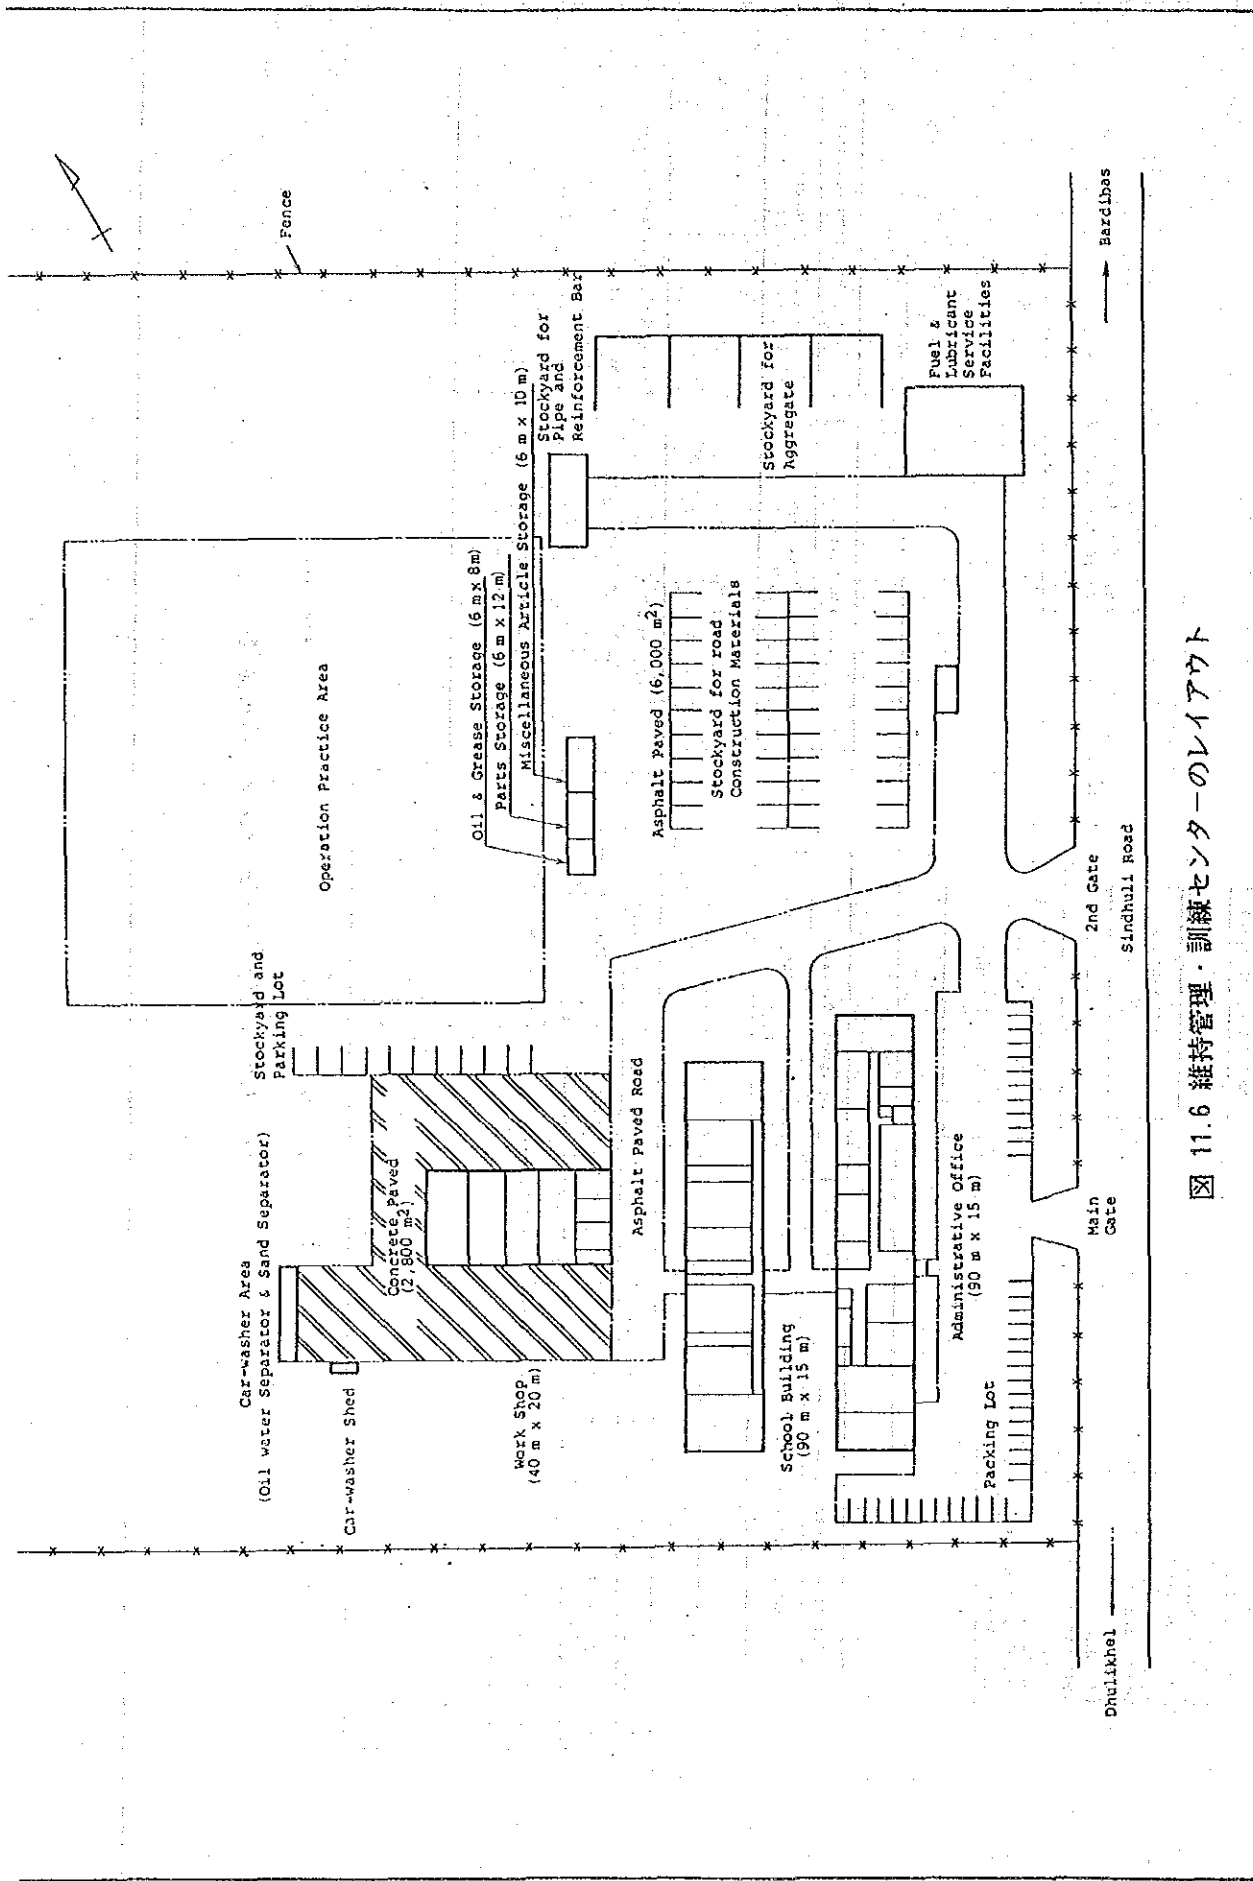 Fence
Operation Practice Area
Stockyard and
Parking Lot
Car-washer Area
(Oil water Separator & Sand Separator)
Car-washer Shed
Concrete Paved
(2,800 m²)
Work Shop
(40 m x 20 m)
Oil & Grease Storage (6 m x 8m)
Parts Storage (6 m x 12 m)
Miscellaneous Article Storage (6 m x 10 m)
Stockyard for
Pipe and
Reinforcement Bar
Asphalt Paved Road
Asphalt Paved (6,000 m²)
Stockyard for road
Construction Materials
Stockyard for
Aggregate
Fuel &
Lubricant
Service
Facilities
School Building
(90 m x 15 m)
Administrative Office
(90 m x 15 m)
Packing Lot
Main
Gate
2nd Gate
Sindhuli Road
Dhulikhel
Bardibas
図 11.6 維持管理・訓練センターのレイアウト